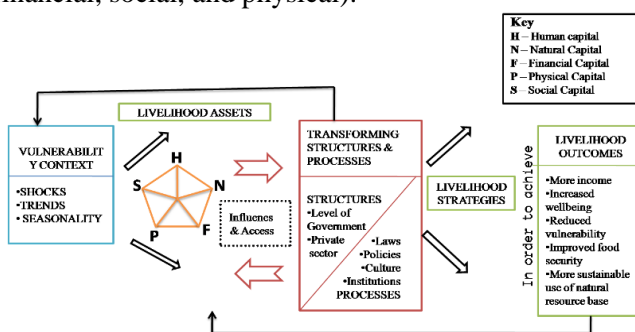 nancial, social, and physical).
Key
H – Human capital
N – Natural Capital
F – Financial Capital
P – Physical Capital
S – Social Capital
LIVELIHOOD ASSETS
VULNERABILIT
Y CONTEXT
•SHOCKS
•TRENDS
•SEASONALITY
H
S
N
P
F
Influence
& Access
TRANSFORMING
STRUCTURES &
PROCESSES
STRUCTURES
•Level of
Government
•Private
sector
•Laws
•Policies
•Culture
•Institutions
PROCESSES
LIVELIHOOD
STRATEGIES
In order to achieve
LIVELIHOOD
OUTCOMES
•More income
•Increased
wellbeing
•Reduced
vulnerability
•Improved food
security
•More sustainable
use of natural
resource base